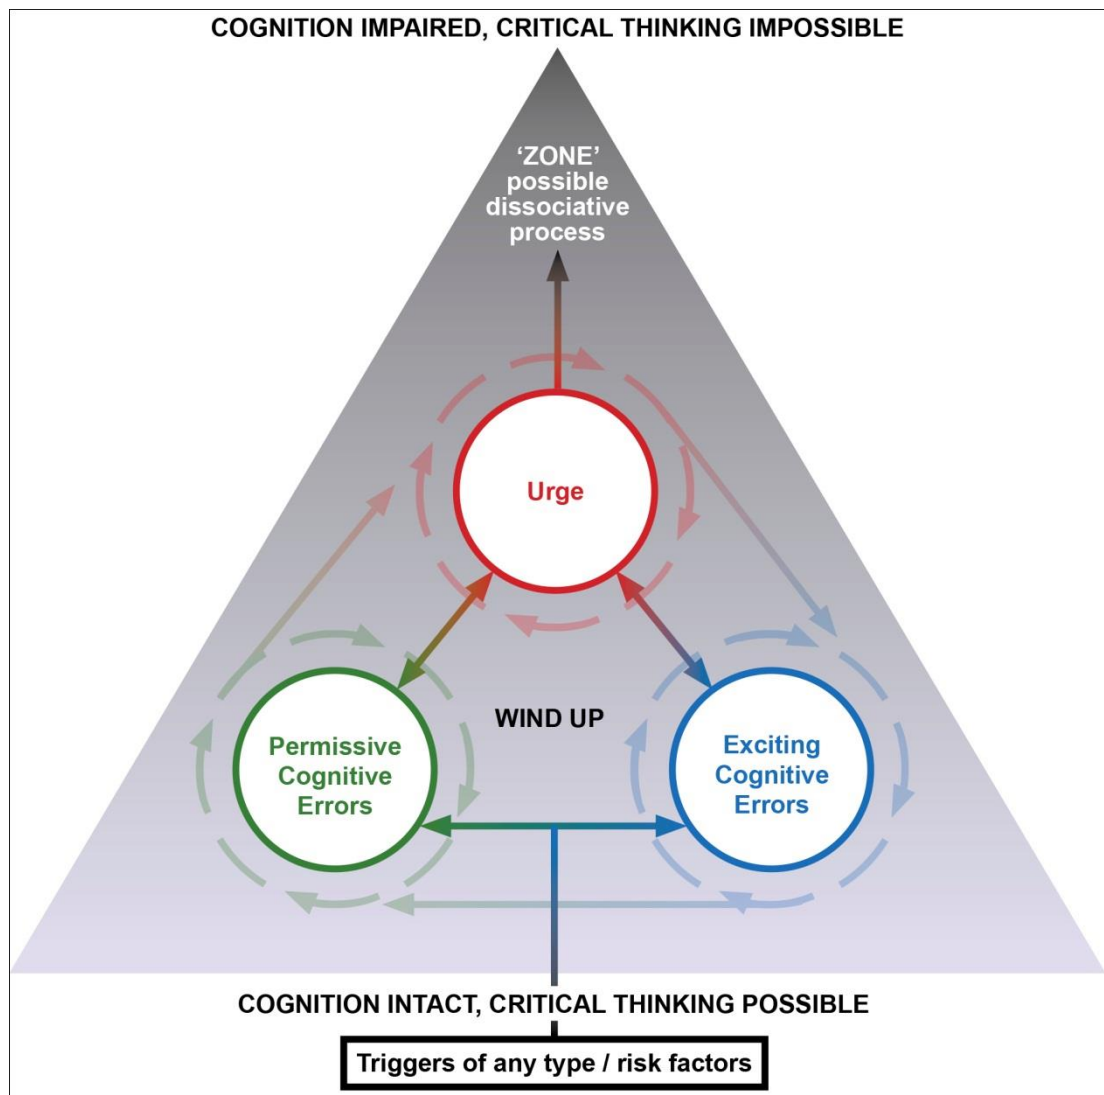 COGNITION IMPAIRED, CRITICAL THINKING IMPOSSIBLE
‘ZONE’
possible
dissociative
process
Urge
WIND UP
Permissive
Cognitive
Errors
Exciting
Cognitive
Errors
COGNITION INTACT, CRITICAL THINKING POSSIBLE
Triggers of any type / risk factors